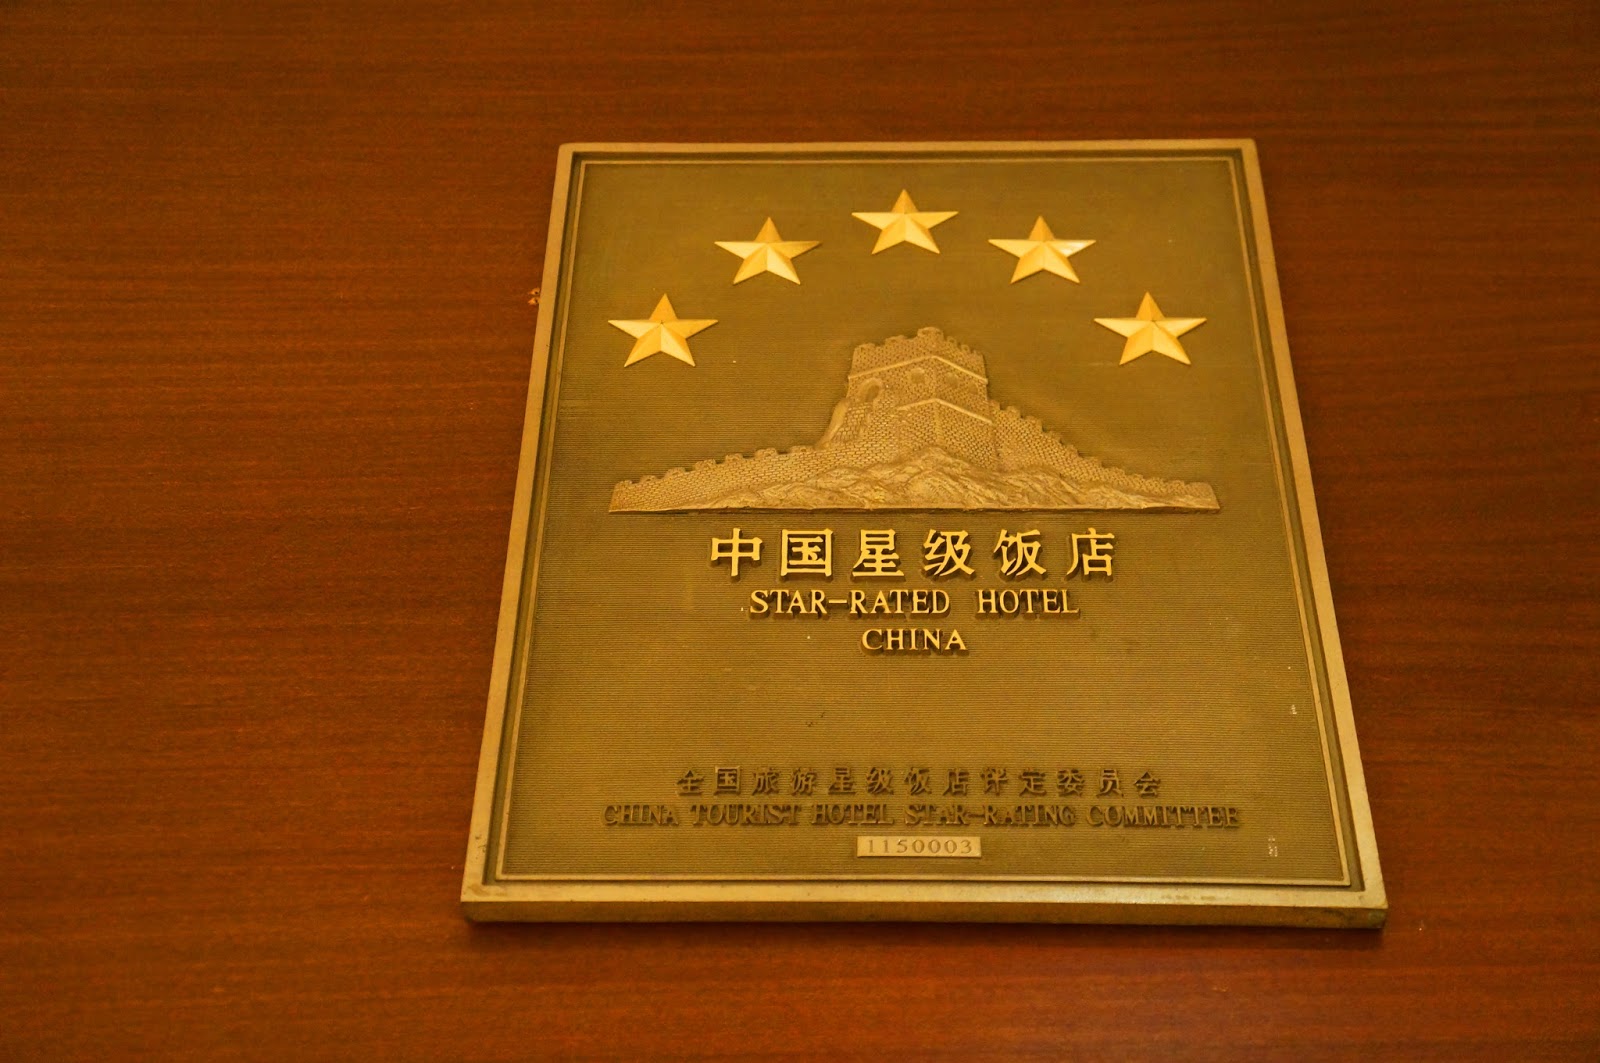 中国星级饭店
STAR-RATED HOTEL
CHINA
全国旅游星级饭店评定委员会
CHINA TOURIST HOTEL STAR-RATING COMMITTEE
1150003